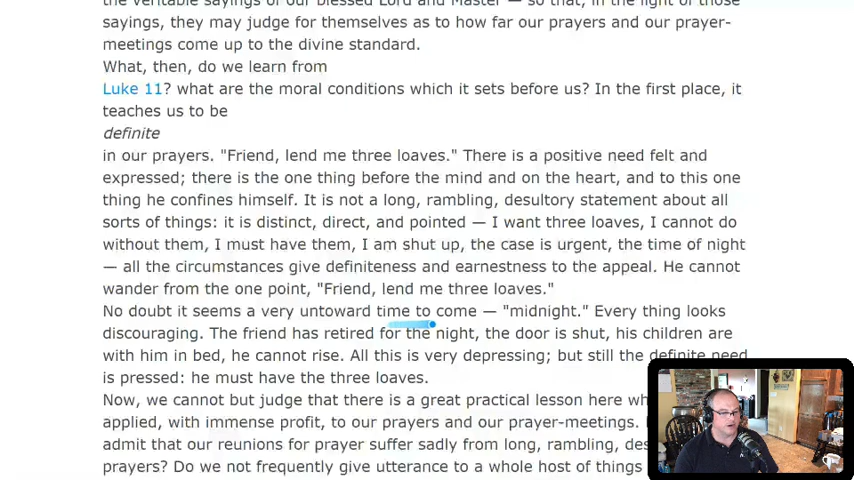 the veritable sayings of our blessed Lord and Master — so that, in the light of those
sayings, they may judge for themselves as to how far our prayers and our prayer-
meetings come up to the divine standard.
What, then, do we learn from
Luke 11? what are the moral conditions which it sets before us? In the first place, it
teaches us to be
definite
in our prayers. "Friend, lend me three loaves." There is a positive need felt and
expressed; there is the one thing before the mind and on the heart, and to this one
thing he confines himself. It is not a long, rambling, desultory statement about all
sorts of things: it is distinct, direct, and pointed — I want three loaves, I cannot do
without them, I must have them, I am shut up, the case is urgent, the time of night
— all the circumstances give definiteness and earnestness to the appeal. He cannot
wander from the one point, "Friend, lend me three loaves."
No doubt it seems a very untoward time to come — "midnight." Every thing looks
discouraging. The friend has retired for the night, the door is shut, his children are
with him in bed, he cannot rise. All this is very depressing; but still the definite need
is pressed: he must have the three loaves.
Now, we cannot but judge that there is a great practical lesson here
applied, with immense profit, to our prayers and our prayer-meetings.
admit that our reunions for prayer suffer sadly from long, rambling,
prayers? Do we not frequently give utterance to a whole host of things